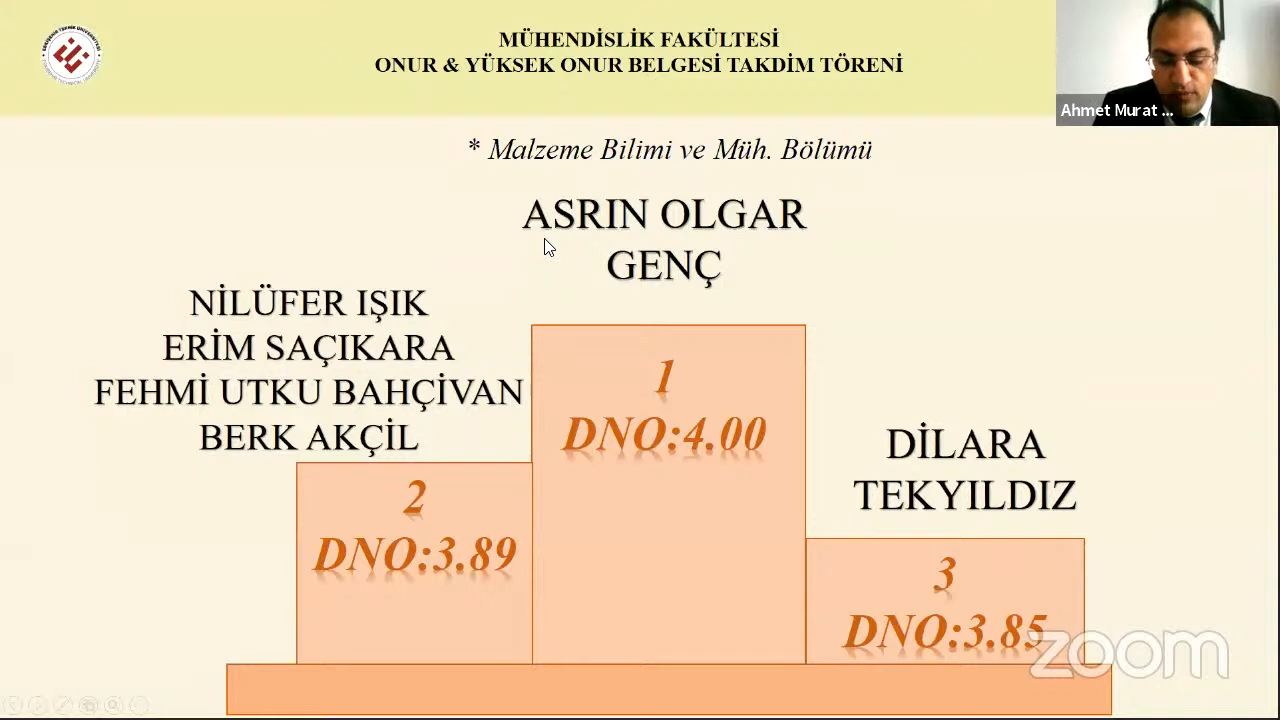 MÜHENDİSLİK FAKÜLTESİ
ONUR & YÜKSEK ONUR BELGESİ TAKDİM TÖRENİ
Ahmet Murat ...
* Malzeme Bilimi ve Müh. Bölümü
ASRIN OLGAR
GENÇ
NİLÜFER IŞIK
ERİM SAÇIKARA
FEHMİ UTKU BAHÇİVAN
BERK AKÇİL
1
DNO:4.00
2
DNO:3.89
DİLARA
TEKYILDIZ
3
DNO:3.85
zoom